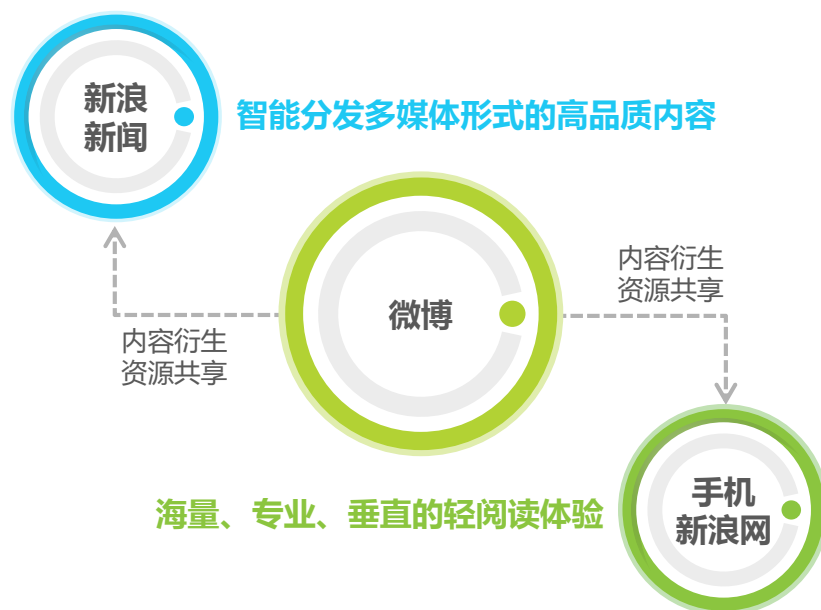 新浪
新闻
智能分发多媒体形式的高品质内容
内容衍生
资源共享
微博
内容衍生
资源共享
海量、专业、垂直的轻阅读体验
手机
新浪网